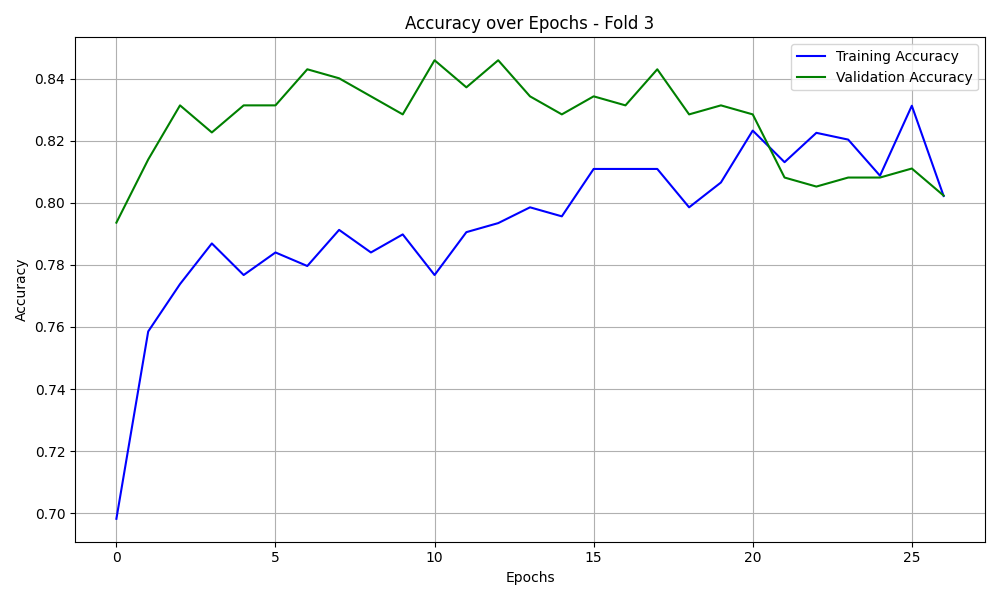 Accuracy over Epochs - Fold 3
Training Accuracy
Validation Accuracy
0.84
0.82
0.80
0.78
0.76
0.74
0.72
0.70
Accuracy
0 5 10 15 20 25
Epochs